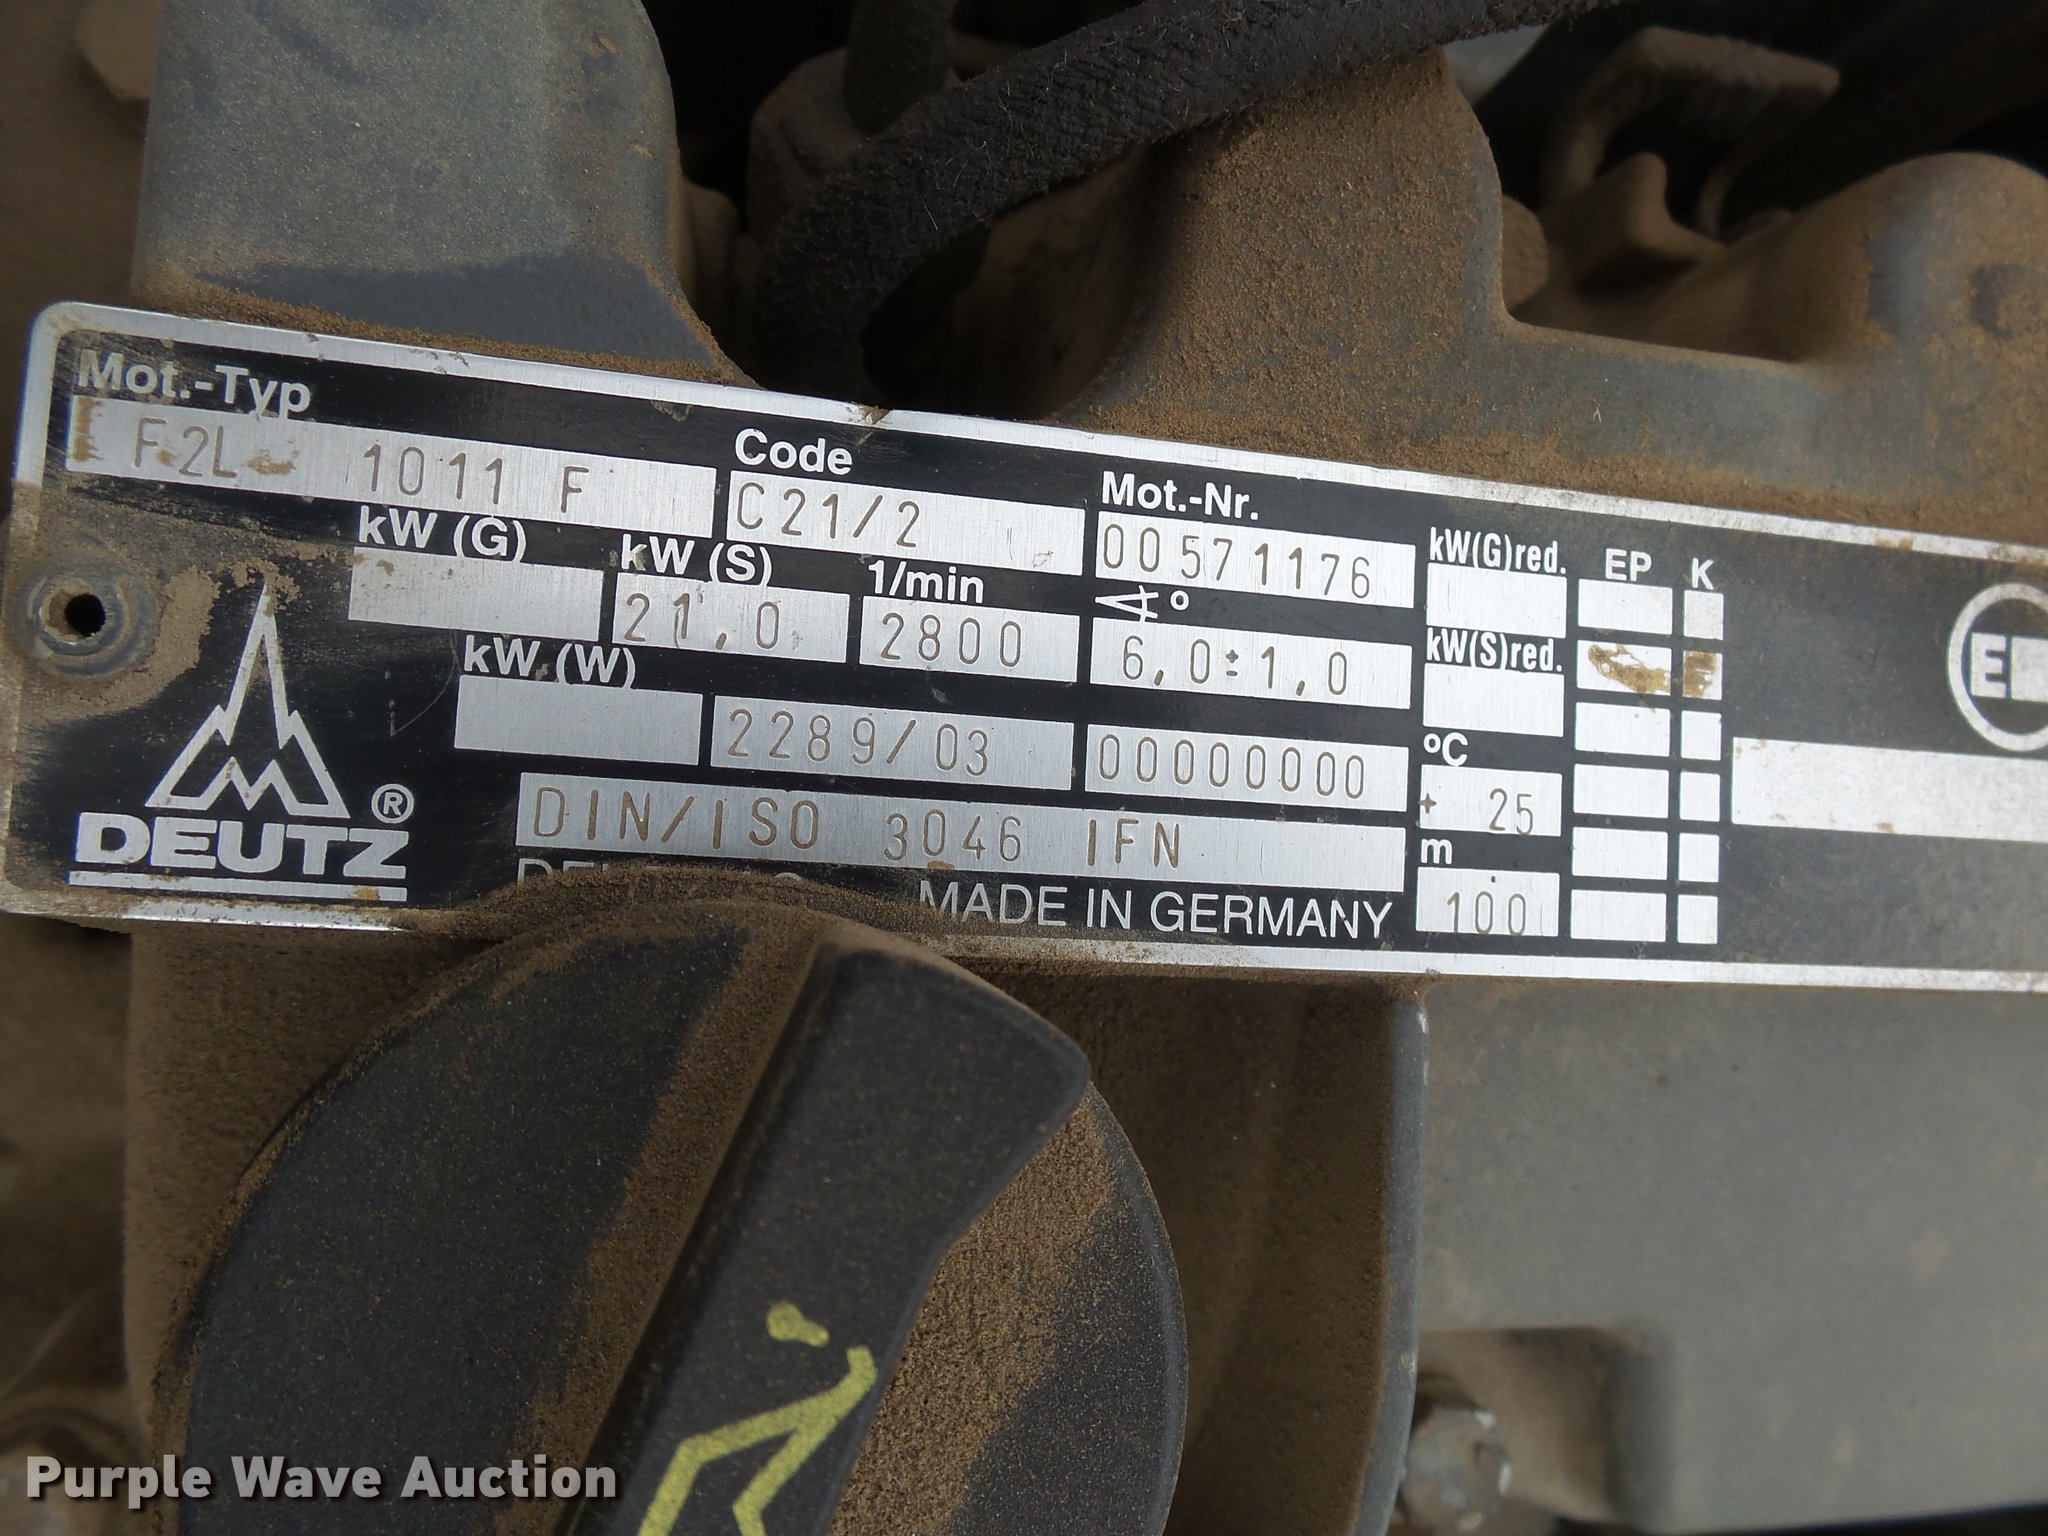 Mot.-Typ
F 2L 1011 F
Code
C21/2
Mot.-Nr.
00571176
kW(G)red.
EP
K
kW (G)
kW (S)
21,0
1/min
2800
∢°
6,0±1,0
kW(S)red.
kW (W)
2289/03
00000000
°C
+ 25
DIN/ISO 3046 IFN
m
100
MADE IN GERMANY
DEUTZ ®
Purple Wave Auction